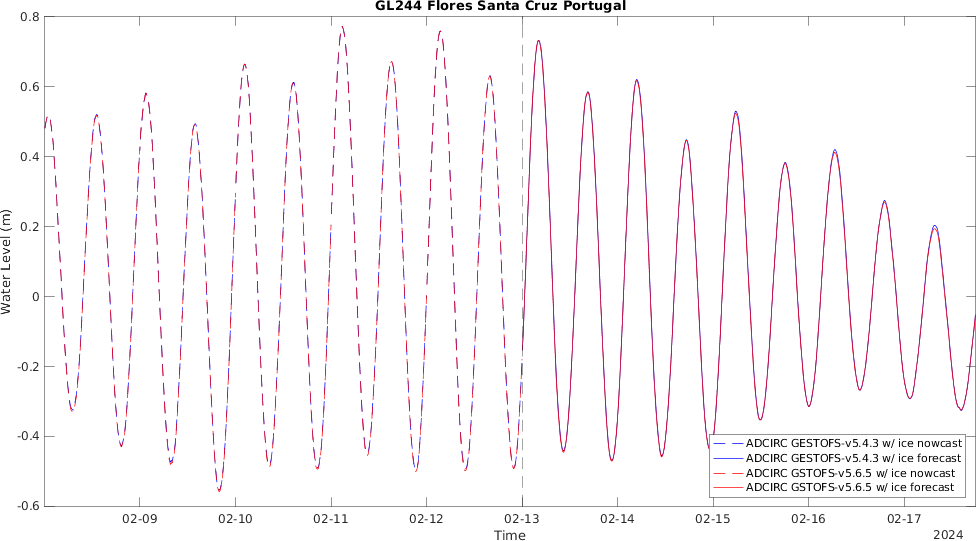 GL244 Flores Santa Cruz Portugal
0.8
0.6
0.4
0.2
0
-0.2
-0.4
-0.6
Water Level (m)
ADCIRC GESTOFS-v5.4.3 w/ ice nowcast
ADCIRC GESTOFS-v5.4.3 w/ ice forecast
ADCIRC GSTOFS-v5.6.5 w/ ice nowcast
ADCIRC GSTOFS-v5.6.5 w/ ice forecast
02-09 02-10 02-11 02-12 02-13 02-14 02-15 02-16 02-17
Time
2024